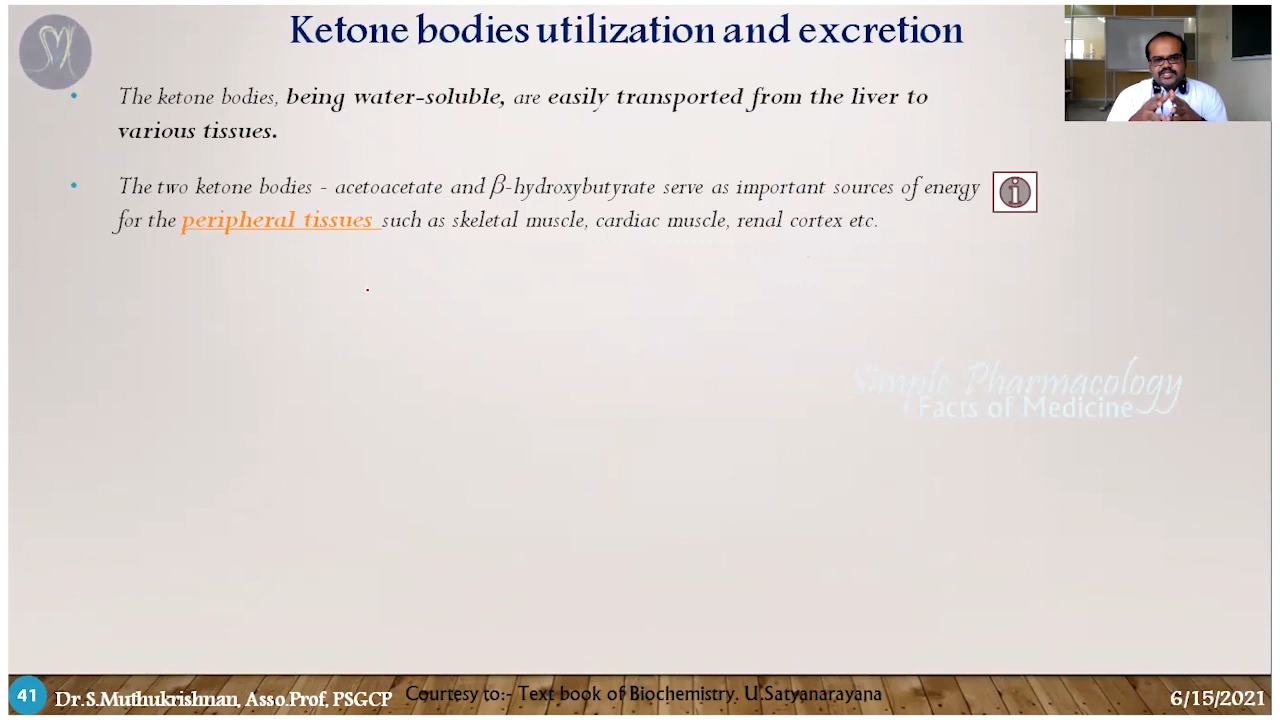 Ketone bodies utilization and excretion
The ketone bodies, being water-soluble, are easily transported from the liver to
various tissues.
The two ketone bodies - acetoacetate and β-hydroxybutyrate serve as important sources of energy
for the peripheral tissues such as skeletal muscle, cardiac muscle, renal cortex etc.
Simple Pharmacology
Facts of Medicine
41
Dr.S.Muthukrishnan, Asso.Prof, PSGCP
Courtesy to:- Text book of Biochemistry. U.Satyanarayana
6/15/2021